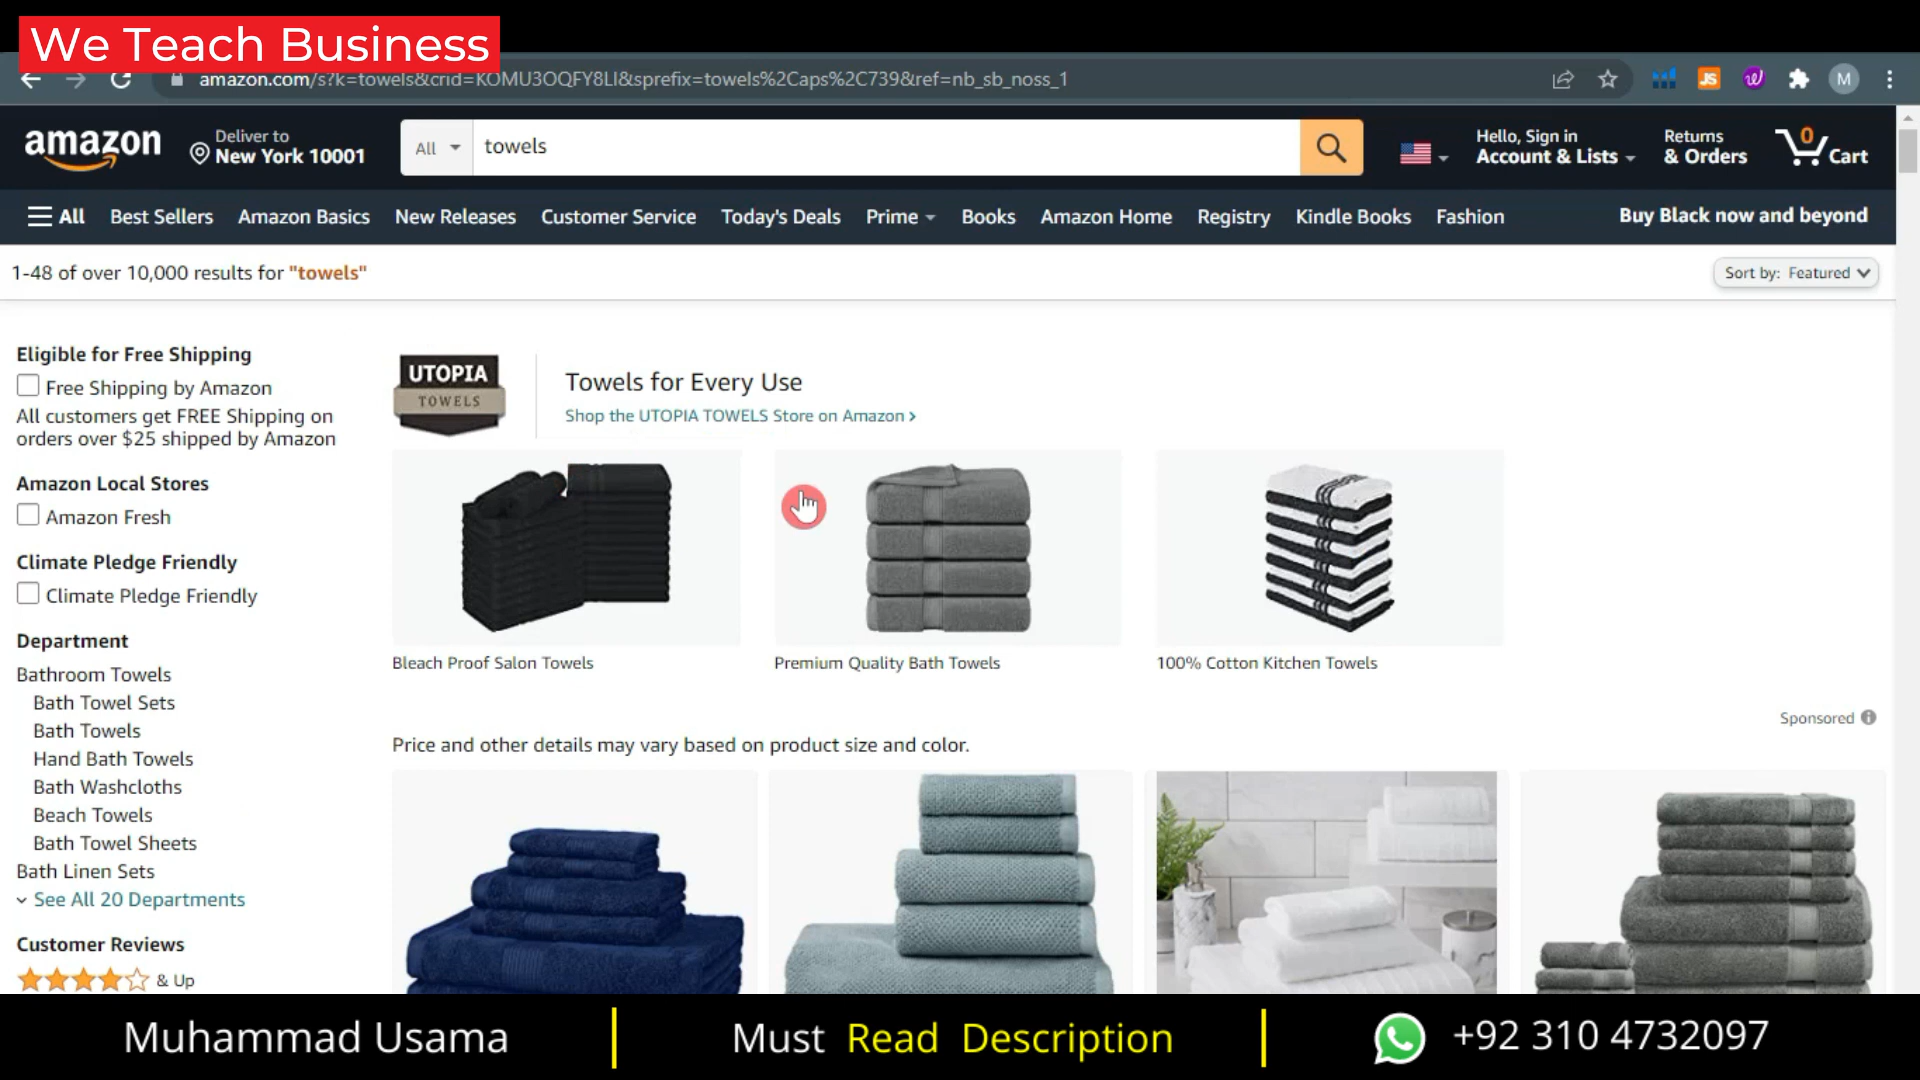 We Teach Business
amazon.com/s?k=towels&crid=KOMU3OQFY8LI&sprefix=towels%2Caps%2C739&ref=nb_sb_noss_1
JS
M
amazon
Deliver to
New York 10001
All
towels
Hello, Sign in
Account & Lists
Returns
& Orders
0
Cart
All
Best Sellers
Amazon Basics
New Releases
Customer Service
Today's Deals
Prime
Books
Amazon Home
Registry
Kindle Books
Fashion
Buy Black now and beyond
1-48 of over 10,000 results for "towels"
Sort by: Featured
Eligible for Free Shipping
Free Shipping by Amazon
All customers get FREE Shipping on
orders over $25 shipped by Amazon
Amazon Local Stores
Amazon Fresh
Climate Pledge Friendly
Climate Pledge Friendly
Department
Bathroom Towels
Bath Towel Sets
Bath Towels
Hand Bath Towels
Bath Washcloths
Beach Towels
Bath Towel Sheets
Bath Linen Sets
See All 20 Departments
Customer Reviews
& Up
UTOPIA
TOWELS
Towels for Every Use
Shop the UTOPIA TOWELS Store on Amazon
Bleach Proof Salon Towels
Premium Quality Bath Towels
100% Cotton Kitchen Towels
Sponsored
Price and other details may vary based on product size and color.
Muhammad Usama
Must Read Description
+92 310 4732097